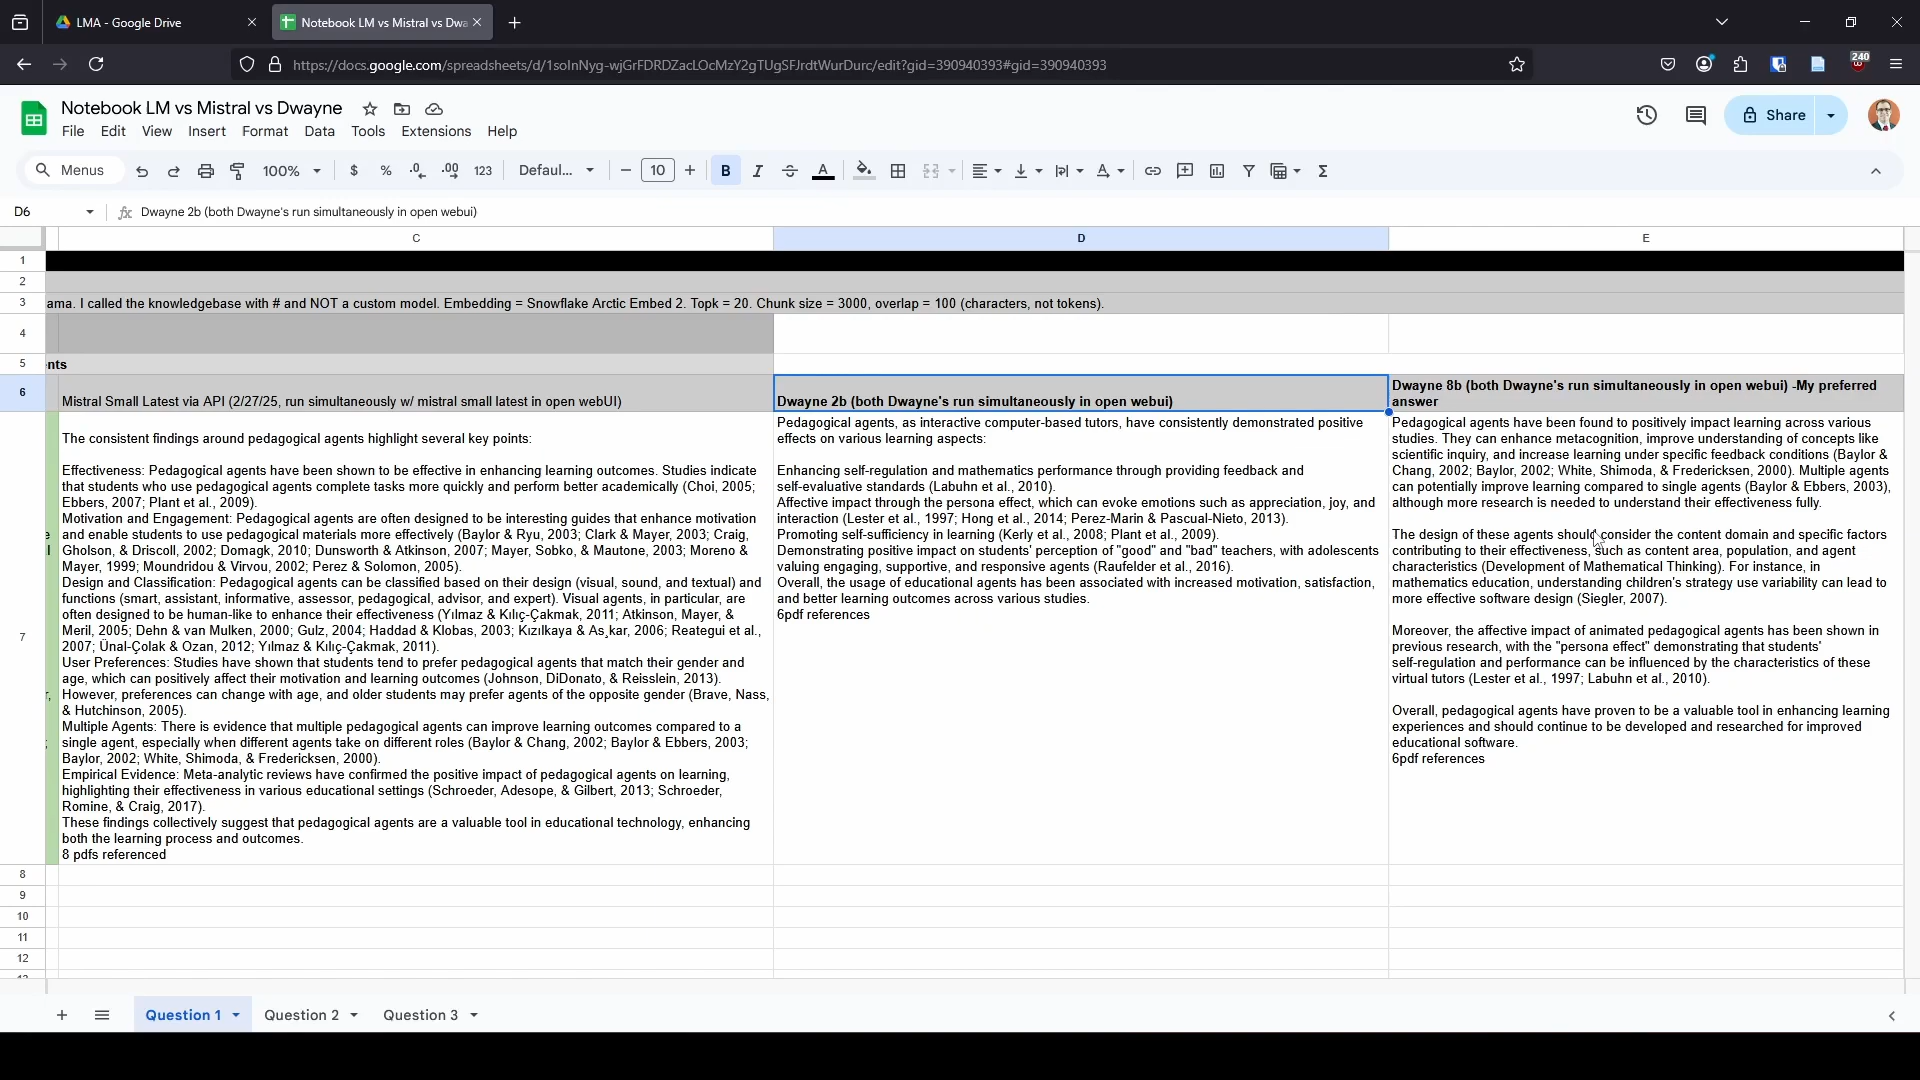 LMA - Google Drive
Notebook LM vs Mistral vs Dwa
240
https://docs.google.com/spreadsheets/d/1soInNyg-wjGrFDRDZacLOcMzY2gTUgSFJrdtWurDurc/edit?gid=390940393#gid=390940393
Notebook LM vs Mistral vs Dwayne
File Edit View Insert Format Data Tools Extensions Help
Share
Menus 100% $ % .0 .00 123 Defaul... 10 B I A Σ
D6 fx Dwayne 2b (both Dwayne's run simultaneously in open webui)
C D E
1
2
3 ama. I called the knowledgebase with # and NOT a custom model. Embedding = Snowflake Arctic Embed 2. Topk = 20. Chunk size = 3000, overlap = 100 (characters, not tokens).
4
5 nts
6
Mistral Small Latest via API (2/27/25, run simultaneously w/ mistral small latest in open webUI)
Dwayne 2b (both Dwayne's run simultaneously in open webui)
Dwayne 8b (both Dwayne's run simultaneously in open webui) -My preferred
answer
7
The consistent findings around pedagogical agents highlight several key points:
Effectiveness: Pedagogical agents have been shown to be effective in enhancing learning outcomes. Studies indicate
that students who use pedagogical agents complete tasks more quickly and perform better academically (Choi, 2005;
Ebbers, 2007; Plant et al., 2009).
Motivation and Engagement: Pedagogical agents are often designed to be interesting guides that enhance motivation
and enable students to use pedagogical materials more effectively (Baylor & Ryu, 2003; Clark & Mayer, 2003; Craig,
Gholson, & Driscoll, 2002; Domagk, 2010; Dunsworth & Atkinson, 2007; Mayer, Sobko, & Mautone, 2003; Moreno &
Mayer, 1999; Moundridou & Virvou, 2002; Perez & Solomon, 2005).
Design and Classification: Pedagogical agents can be classified based on their design (visual, sound, and textual) and
functions (smart, assistant, informative, assessor, pedagogical, advisor, and expert). Visual agents, in particular, are
often designed to be human-like to enhance their effectiveness (Yılmaz & Kılıç-Çakmak, 2011; Atkinson, Mayer, &
Meril, 2005; Dehn & van Mulken, 2000; Gulz, 2004; Haddad & Klobas, 2003; Kızılkaya & As¸kar, 2006; Reategui et al.,
2007; Ünal-Çolak & Ozan, 2012; Yılmaz & Kılıç-Çakmak, 2011).
User Preferences: Studies have shown that students tend to prefer pedagogical agents that match their gender and
age, which can positively affect their motivation and learning outcomes (Johnson, DiDonato, & Reisslein, 2013).
However, preferences can change with age, and older students may prefer agents of the opposite gender (Brave, Nass,
& Hutchinson, 2005).
Multiple Agents: There is evidence that multiple pedagogical agents can improve learning outcomes compared to a
single agent, especially when different agents take on different roles (Baylor & Chang, 2002; Baylor & Ebbers, 2003;
Baylor, 2002; White, Shimoda, & Fredericksen, 2000).
Empirical Evidence: Meta-analytic reviews have confirmed the positive impact of pedagogical agents on learning,
highlighting their effectiveness in various educational settings (Schroeder, Adesope, & Gilbert, 2013; Schroeder,
Romine, & Craig, 2017).
These findings collectively suggest that pedagogical agents are a valuable tool in educational technology, enhancing
both the learning process and outcomes.
8 pdfs referenced
Pedagogical agents, as interactive computer-based tutors, have consistently demonstrated positive
effects on various learning aspects:
Enhancing self-regulation and mathematics performance through providing feedback and
self-evaluative standards (Labuhn et al., 2010).
Affective impact through the persona effect, which can evoke emotions such as appreciation, joy, and
interaction (Lester et al., 1997; Hong et al., 2014; Perez-Marin & Pascual-Nieto, 2013).
Promoting self-sufficiency in learning (Kerly et al., 2008; Plant et al., 2009).
Demonstrating positive impact on students' perception of "good" and "bad" teachers, with adolescents
valuing engaging, supportive, and responsive agents (Raufelder et al., 2016).
Overall, the usage of educational agents has been associated with increased motivation, satisfaction,
and better learning outcomes across various studies.
6pdf references
Pedagogical agents have been found to positively impact learning across various
studies. They can enhance metacognition, improve understanding of concepts like
scientific inquiry, and increase learning under specific feedback conditions (Baylor &
Chang, 2002; Baylor, 2002; White, Shimoda, & Fredericksen, 2000). Multiple agents
can potentially improve learning compared to single agents (Baylor & Ebbers, 2003),
although more research is needed to understand their effectiveness fully.
The design of these agents should consider the content domain and specific factors
contributing to their effectiveness, such as content area, population, and agent
characteristics (Development of Mathematical Thinking). For instance, in
mathematics education, understanding children's strategy use variability can lead to
more effective software design (Siegler, 2007).
Moreover, the affective impact of animated pedagogical agents has been shown in
previous research, with the "persona effect" demonstrating that students'
self-regulation and performance can be influenced by the characteristics of these
virtual tutors (Lester et al., 1997; Labuhn et al., 2010).
Overall, pedagogical agents have proven to be a valuable tool in enhancing learning
experiences and should continue to be developed and researched for improved
educational software.
6pdf references
8
9
10
11
12
Question 1 Question 2 Question 3